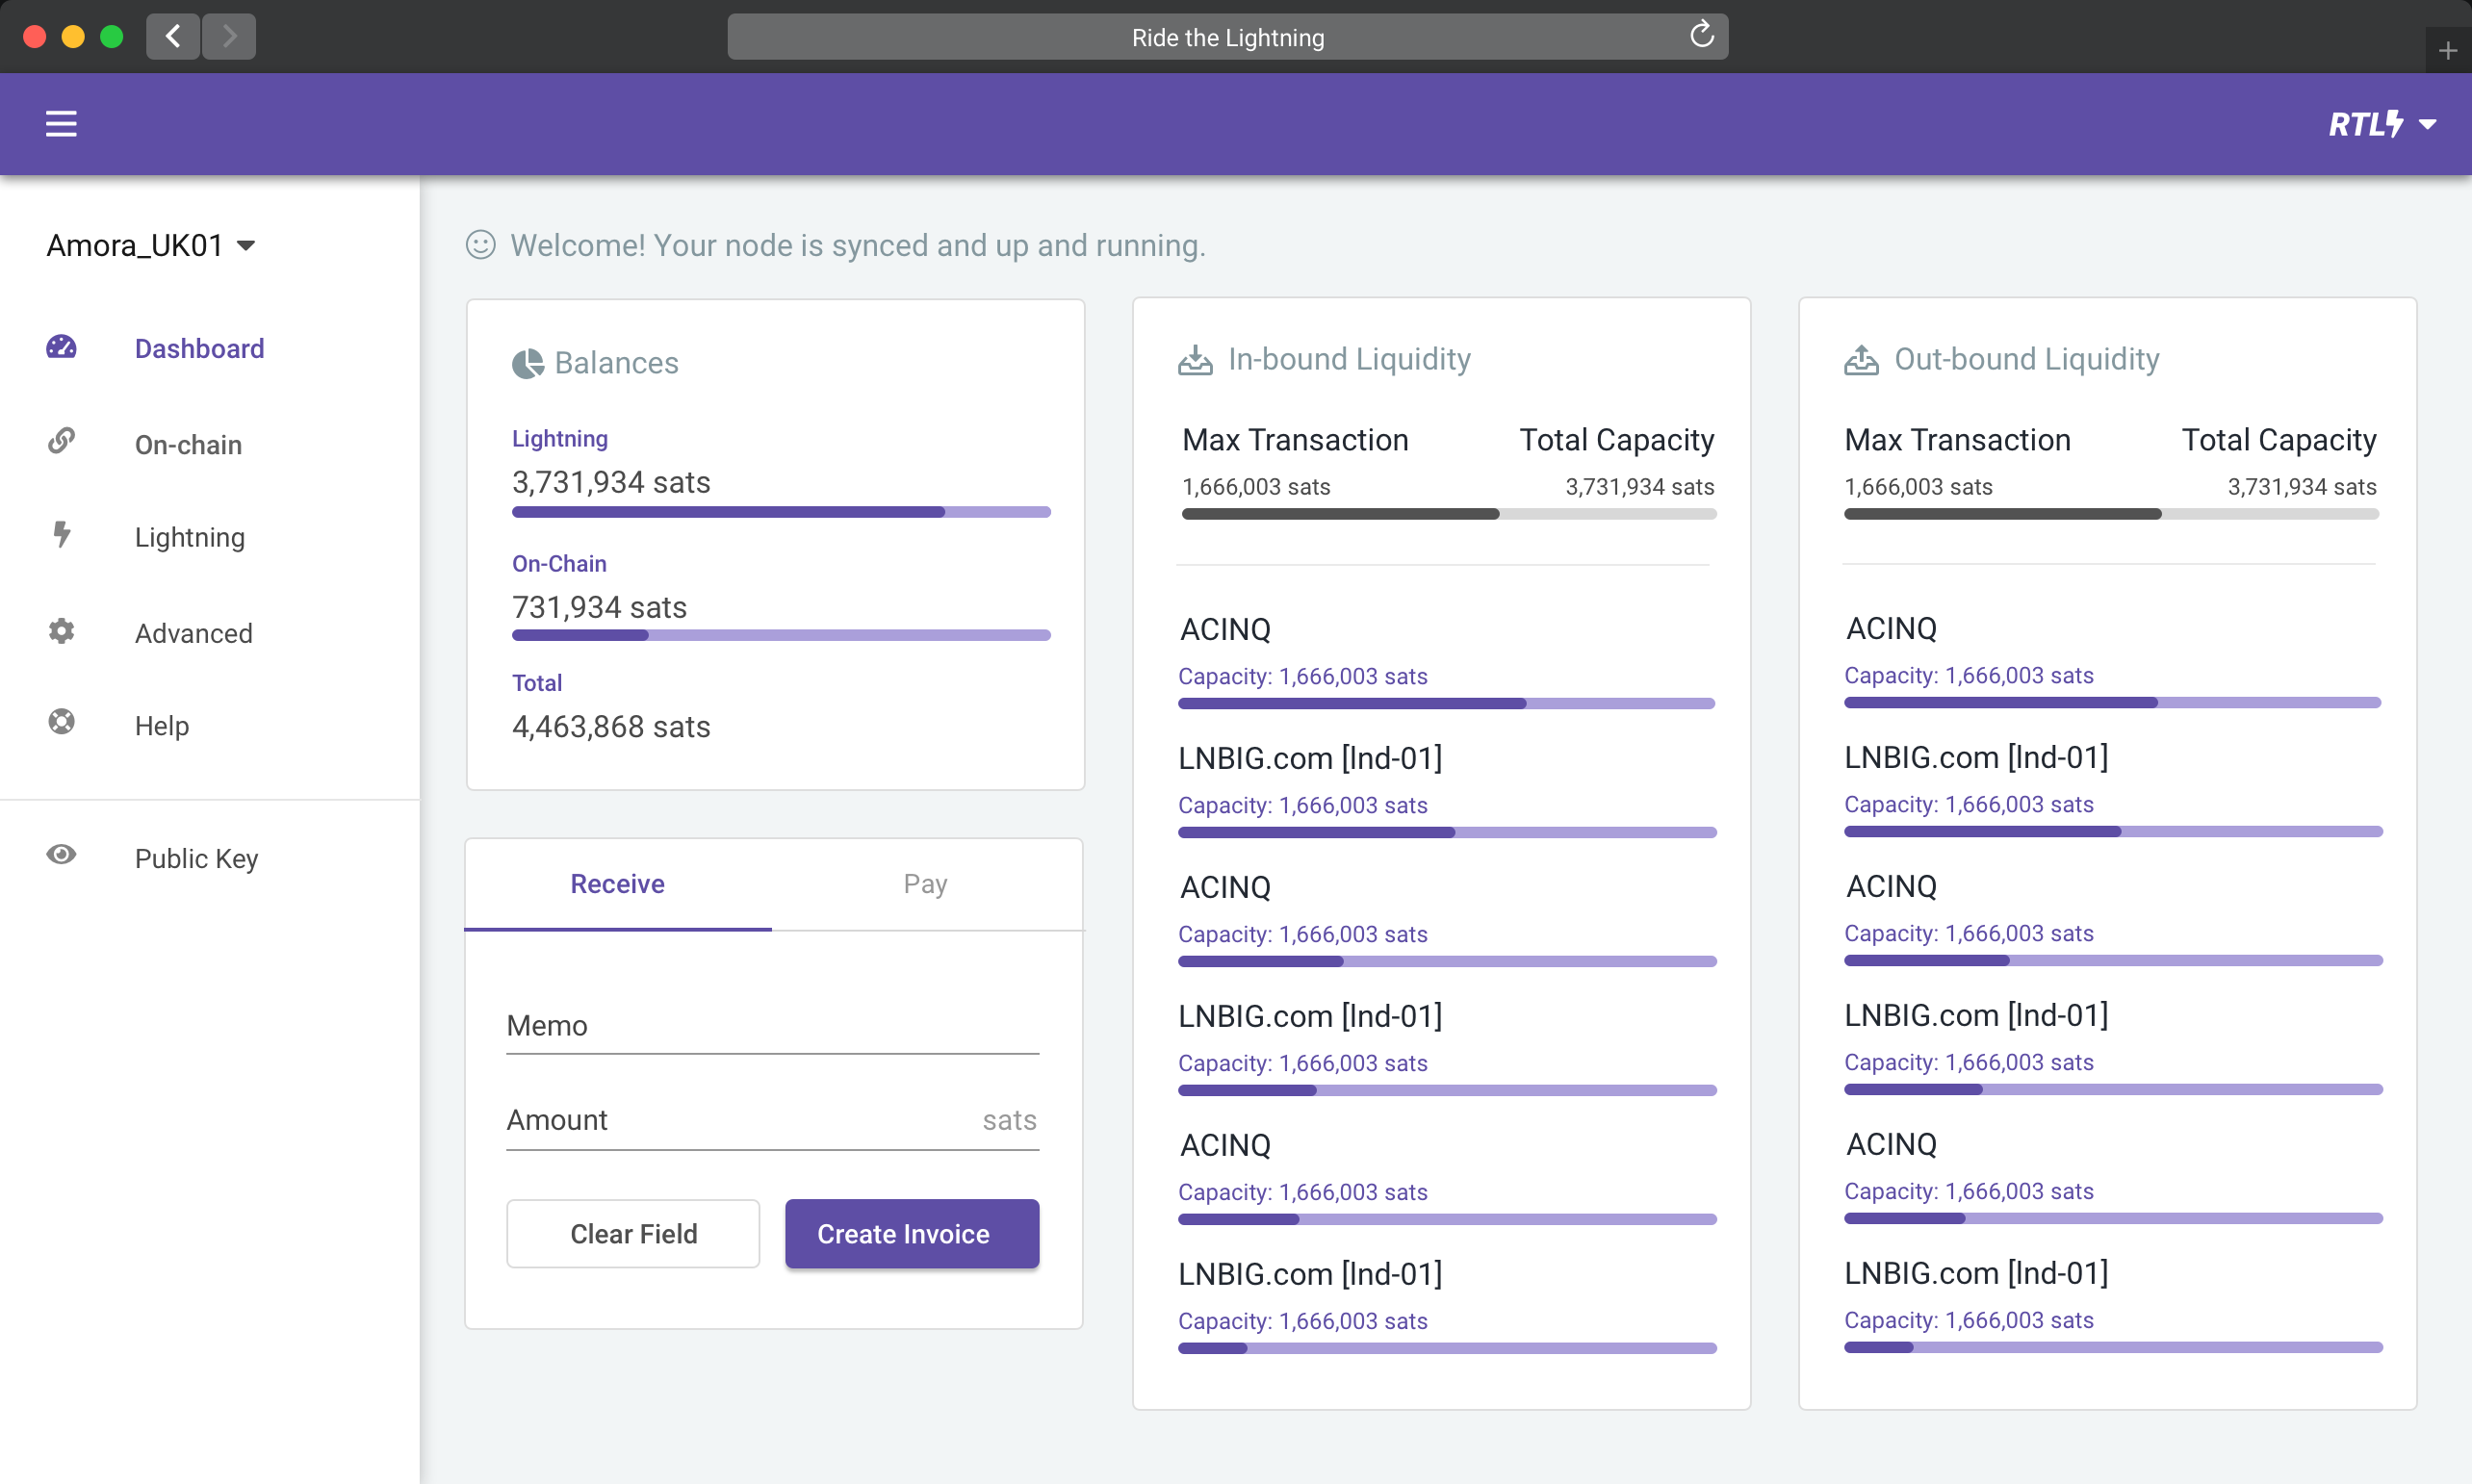 Ride the Lightning
RTL
Amora_UK01
Dashboard
On-chain
Lightning
Advanced
Help
Public Key
Welcome! Your node is synced and up and running.
Balances
Lightning
3,731,934 sats
On-Chain
731,934 sats
Total
4,463,868 sats
Receive Pay
Memo
Amount sats
Clear Field Create Invoice
In-bound Liquidity
Max Transaction Total Capacity
1,666,003 sats 3,731,934 sats
ACINQ
Capacity: 1,666,003 sats
LNBIG.com [lnd-01]
Capacity: 1,666,003 sats
ACINQ
Capacity: 1,666,003 sats
LNBIG.com [lnd-01]
Capacity: 1,666,003 sats
ACINQ
Capacity: 1,666,003 sats
LNBIG.com [lnd-01]
Capacity: 1,666,003 sats
Out-bound Liquidity
Max Transaction Total Capacity
1,666,003 sats 3,731,934 sats
ACINQ
Capacity: 1,666,003 sats
LNBIG.com [lnd-01]
Capacity: 1,666,003 sats
ACINQ
Capacity: 1,666,003 sats
LNBIG.com [lnd-01]
Capacity: 1,666,003 sats
ACINQ
Capacity: 1,666,003 sats
LNBIG.com [lnd-01]
Capacity: 1,666,003 sats